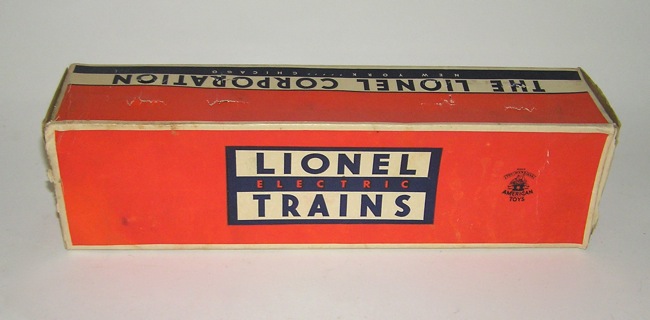 THE LIONEL CORPORATION
NEW YORK CHICAGO
LIONEL
ELECTRIC
TRAINS
AMERICAN
TOYS